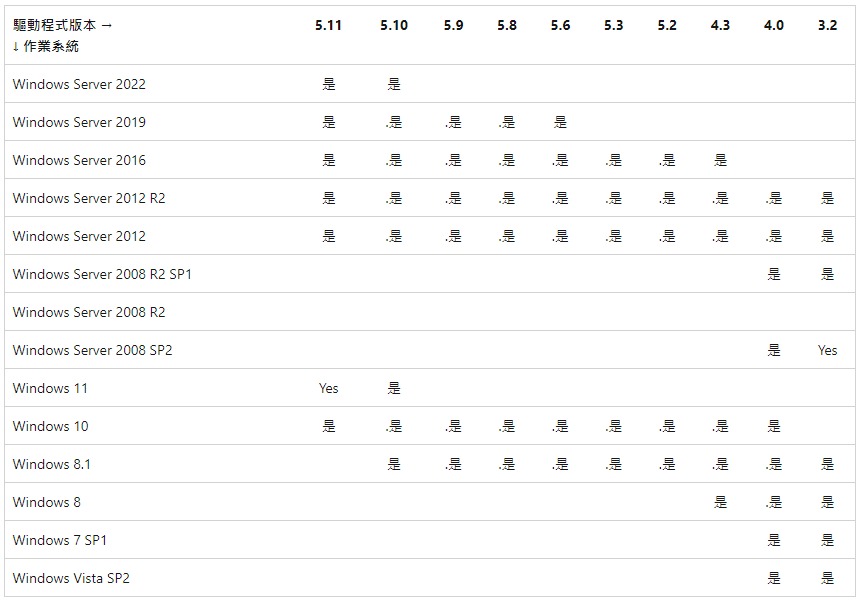 驅動程式版本 → 5.11 5.10 5.9 5.8 5.6 5.3 5.2 4.3 4.0 3.2
↓ 作業系統
Windows Server 2022 是 是
Windows Server 2019 是 .是 .是 .是 是
Windows Server 2016 是 .是 .是 .是 .是 .是 .是 是
Windows Server 2012 R2 是 .是 .是 .是 .是 .是 .是 .是 .是 是
Windows Server 2012 是 .是 .是 .是 .是 .是 .是 .是 .是 是
Windows Server 2008 R2 SP1 是 是
Windows Server 2008 R2
Windows Server 2008 SP2 是 Yes
Windows 11 Yes 是
Windows 10 是 .是 .是 .是 .是 .是 .是 .是 是
Windows 8.1 是 .是 .是 .是 .是 .是 .是 .是 是
Windows 8 是 .是 是
Windows 7 SP1 是 是
Windows Vista SP2 是 是